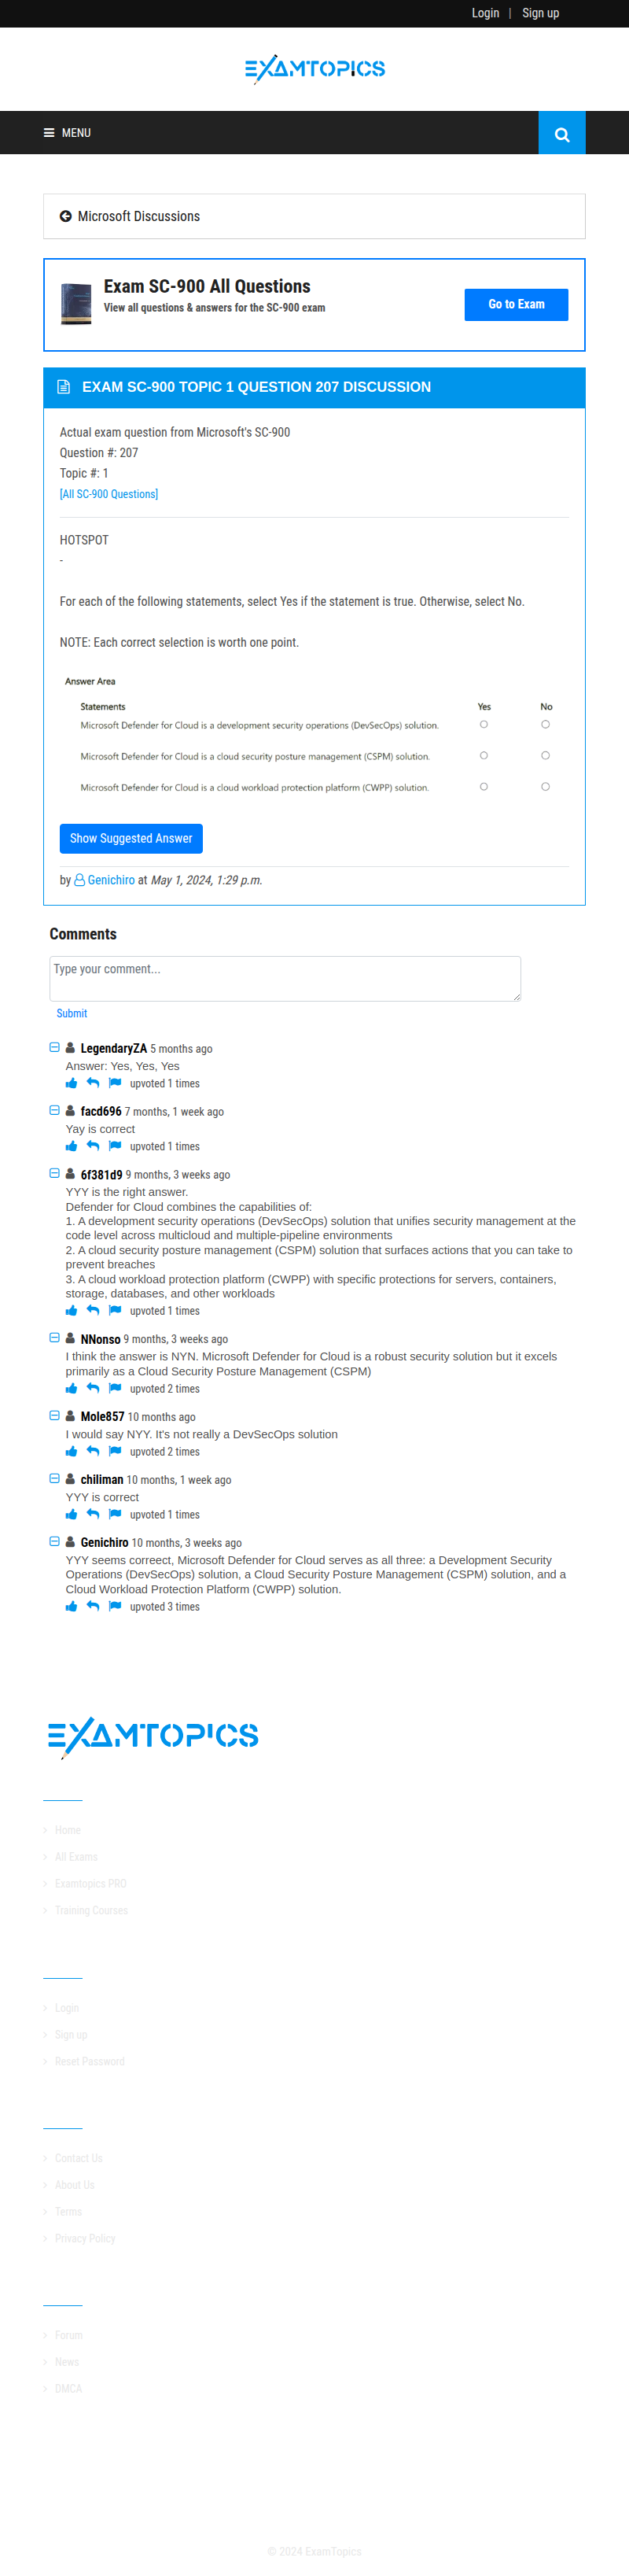 Login | Sign up
EXAMTOPICS
MENU
Microsoft Discussions
Exam SC-900 All Questions
View all questions & answers for the SC-900 exam
Go to Exam
EXAM SC-900 TOPIC 1 QUESTION 207 DISCUSSION
Actual exam question from Microsoft's SC-900
Question #: 207
Topic #: 1
[All SC-900 Questions]
HOTSPOT
-
For each of the following statements, select Yes if the statement is true. Otherwise, select No.
NOTE: Each correct selection is worth one point.
Answer Area
Statements Yes No
Microsoft Defender for Cloud is a development security operations (DevSecOps) solution.
Microsoft Defender for Cloud is a cloud security posture management (CSPM) solution.
Microsoft Defender for Cloud is a cloud workload protection platform (CWPP) solution.
Show Suggested Answer
by Genichiro at May 1, 2024, 1:29 p.m.
Comments
Type your comment...
Submit
LegendaryZA 5 months ago
Answer: Yes, Yes, Yes
upvoted 1 times
facd696 7 months, 1 week ago
Yay is correct
upvoted 1 times
6f381d9 9 months, 3 weeks ago
YYY is the right answer.
Defender for Cloud combines the capabilities of:
1. A development security operations (DevSecOps) solution that unifies security management at the
code level across multicloud and multiple-pipeline environments
2. A cloud security posture management (CSPM) solution that surfaces actions that you can take to
prevent breaches
3. A cloud workload protection platform (CWPP) with specific protections for servers, containers,
storage, databases, and other workloads
upvoted 1 times
NNonso 9 months, 3 weeks ago
I think the answer is NYN. Microsoft Defender for Cloud is a robust security solution but it excels
primarily as a Cloud Security Posture Management (CSPM)
upvoted 2 times
Mole857 10 months ago
I would say NYY. It's not really a DevSecOps solution
upvoted 2 times
chiliman 10 months, 1 week ago
YYY is correct
upvoted 1 times
Genichiro 10 months, 3 weeks ago
YYY seems correect, Microsoft Defender for Cloud serves as all three: a Development Security
Operations (DevSecOps) solution, a Cloud Security Posture Management (CSPM) solution, and a
Cloud Workload Protection Platform (CWPP) solution.
upvoted 3 times
EXAMTOPICS
Home
All Exams
Examtopics PRO
Training Courses
Login
Sign up
Reset Password
Contact Us
About Us
Terms
Privacy Policy
Forum
News
DMCA
© 2024 ExamTopics